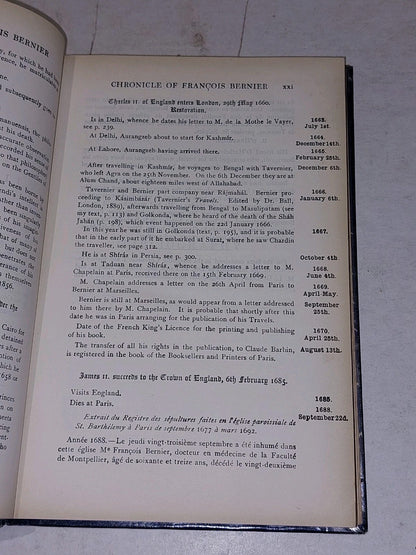 OIS BERNIER
CHRONICLE OF FRANÇOIS BERNIER xxi
Charles II. of England enters London, 29th May 1660.
Restoration.
Is in Delhi, whence he dates his letter to M. de la Mothe le Vayer, see p. 239. 1663. July 1st.
At Delhi, Aurangzeb about to start for Kashmír. 1664. December 14th.
At Lahore, Aurangzeb having arrived there. 1665. February 25th.
After travelling in Kashmír, he voyages to Bengal with Tavernier, December 6th.
who left Agra on the 25th November. On the 6th December they are at
Alum Chand, about eighteen miles west of Allahabad.
Tavernier and Bernier part company near Rájmahál. Bernier pro- 1666. January 6th.
ceeding to Kásimbázár (Tavernier's Travels. Edited by Dr. Ball,
London, 1889), afterwards travelling from Bengal to Masulipatam (see
my text, p. 113) and Golkonda, where he heard of the death of the Sháh
Jahán (p. 198), which event happened on the 22d January 1666.
In this year he was still in Golkonda (text, p. 195), and it was possible 1667.
that in the early part of it he embarked at Surat, where he saw Chardin
the traveller, see page 312.
He is at Shíráz in Persia, see p. 300. October 4th.
Is at Taduan near Shíráz, whence he addresses a letter to M. 1668. June 4th.
Chapelain at Paris, received there on the 15th February 1669.
M. Chapelain addresses a letter on the 26th April from Paris to 1669. April-May.
Bernier at Marseilles.
Bernier is still at Marseilles, as would appear from a letter addressed September 25th.
to him there by M. Chapelain. It is probable that shortly after this
date he was in Paris arranging for the publication of his Travels.
Date of the French King's Licence for the printing and publishing 1670. April 25th.
of his book.
The transfer of all his rights in the publication, to Claude Barbin, August 13th.
is registered in the book of the Booksellers and Printers of Paris.
James II. succeeds to the Crown of England, 6th February 1685.
Visits England. 1685.
Dies at Paris. 1688. September 22d.
Extrait du Registre des sépultures faites en l'église paroissiale de
St. Barthélemy à Paris de septembre 1677 à mars 1692.
Année 1688.—Le jeudi vingt-troisième septembre a été inhumé dans
cette église Me François Bernier, docteur en médecine de la Faculté
de Montpellier, âgé de soixante et treize ans, décédé le vingt-deuxième